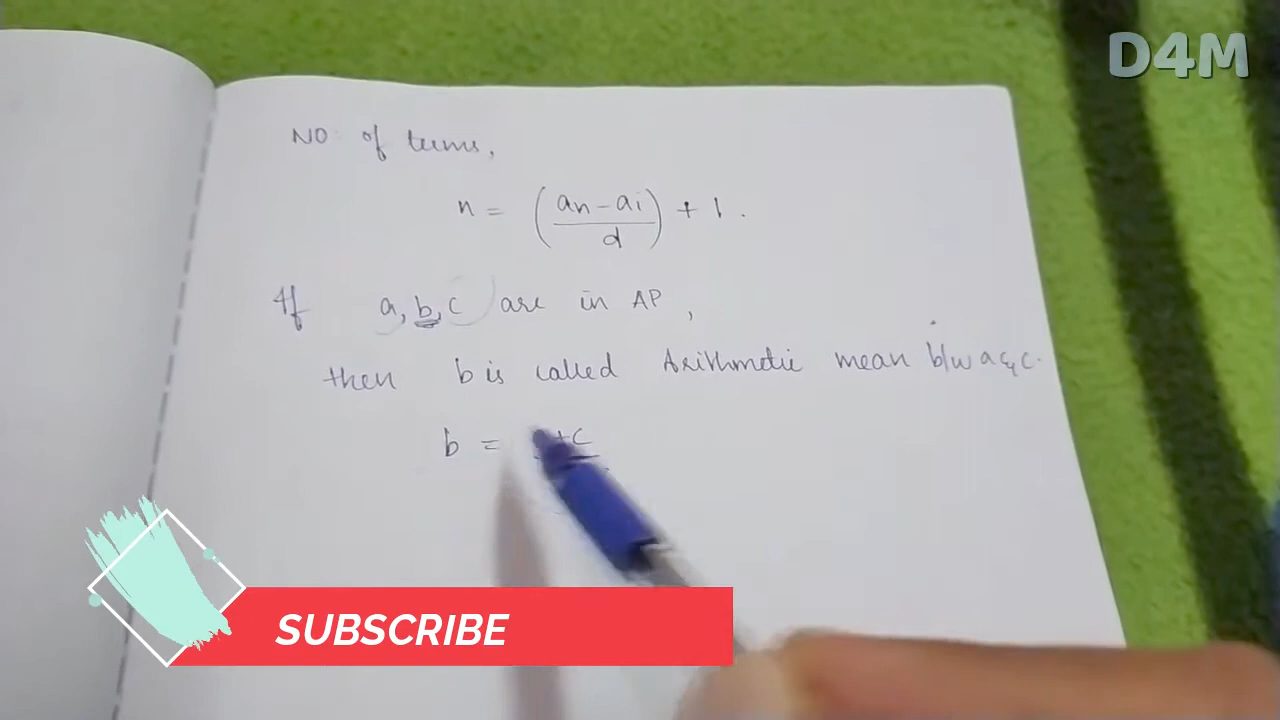 D4M
NO of terms,
n = (an - a1 / d) + 1.
If a, b, c are in AP,
then b is called Arithmetic mean b/w a & c.
b = +c
SUBSCRIBE